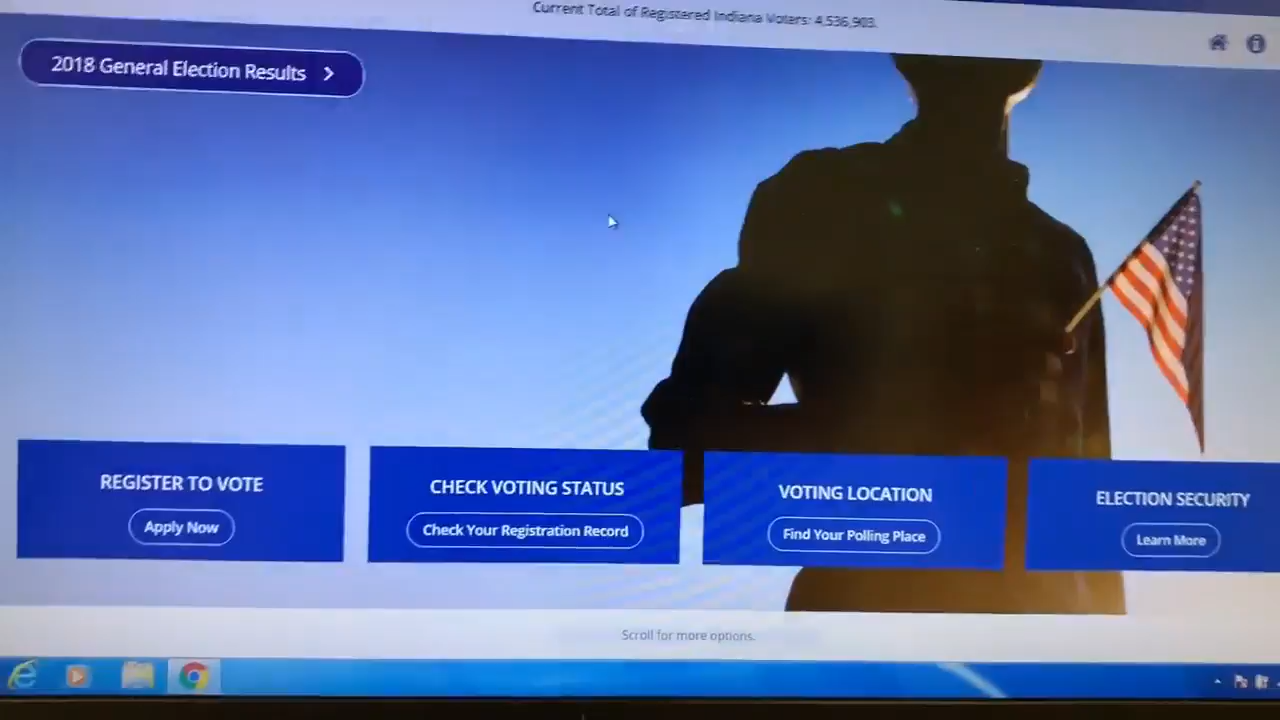 Current Total of Registered Indiana Voters: 4,536,903.
2018 General Election Results
REGISTER TO VOTE
Apply Now
CHECK VOTING STATUS
Check Your Registration Record
VOTING LOCATION
Find Your Polling Place
ELECTION SECURITY
Learn More
Scroll for more options.